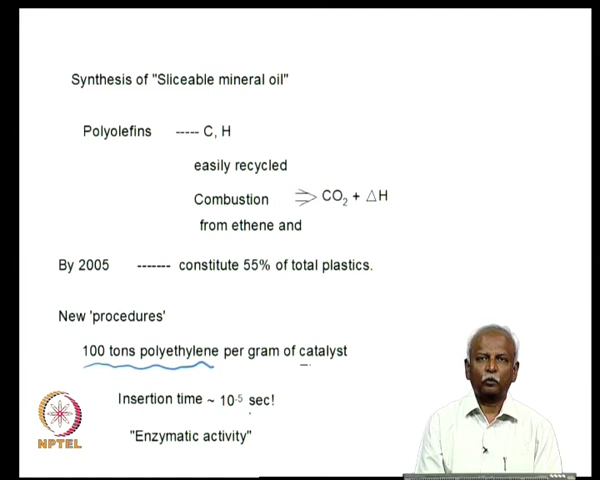 Synthesis of "Sliceable mineral oil"
Polyolefins ----- C, H
easily recycled
Combustion ⇒ CO₂ + △H
from ethene and
By 2005 ------- constitute 55% of total plastics.
New 'procedures'
100 tons polyethylene per gram of catalyst
Insertion time ~ 10⁻⁵ sec!
"Enzymatic activity"
NPTEL